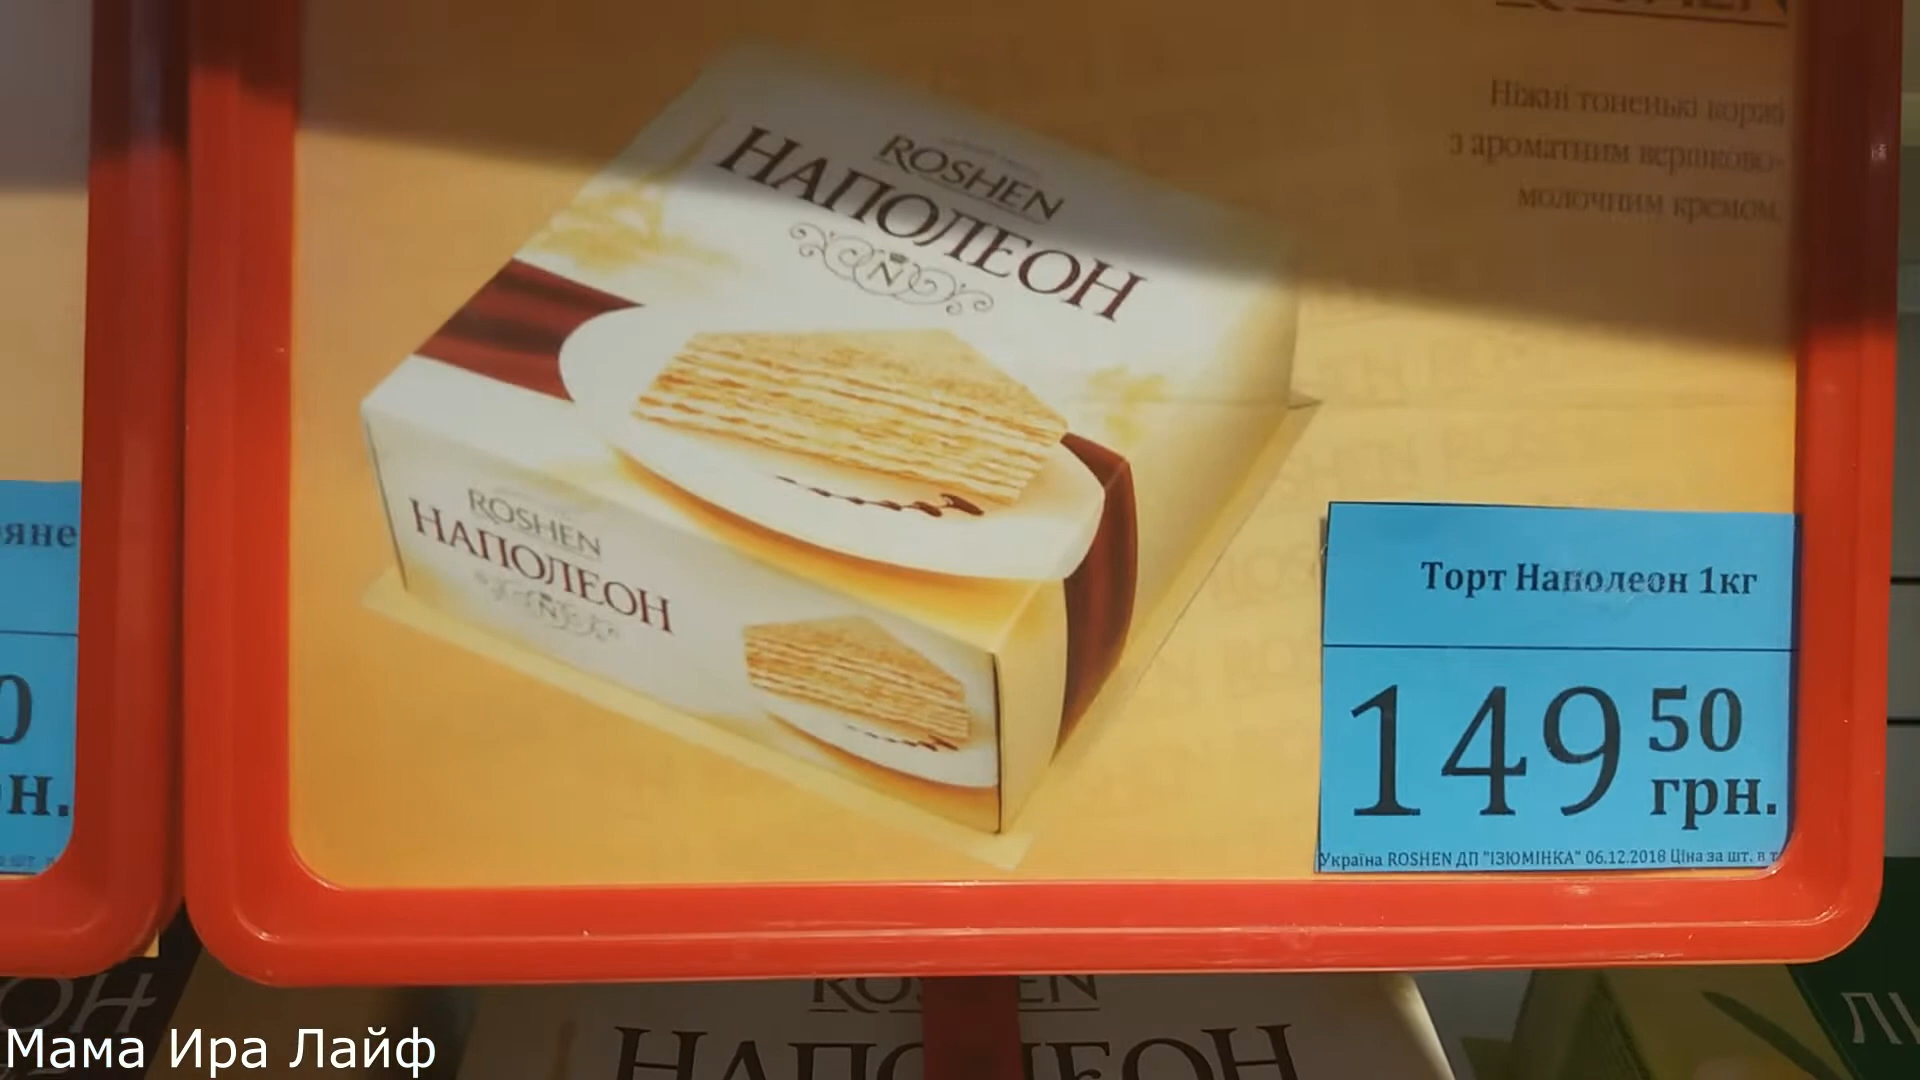 Ніжні тоненькі коржі
з ароматним вершково-
молочним кремом.
ROSHEN
НАПОЛЕОН
N
ROSHEN
НАПОЛЕОН
N
Торт Наполеон 1кг
149 50
грн.
Україна ROSHEN ДП "ІЗЮМІНКА" 06.12.2018 Ціна за шт. в т
ROSHEN
НАПОЛЕОН
Мама Ира Лайф